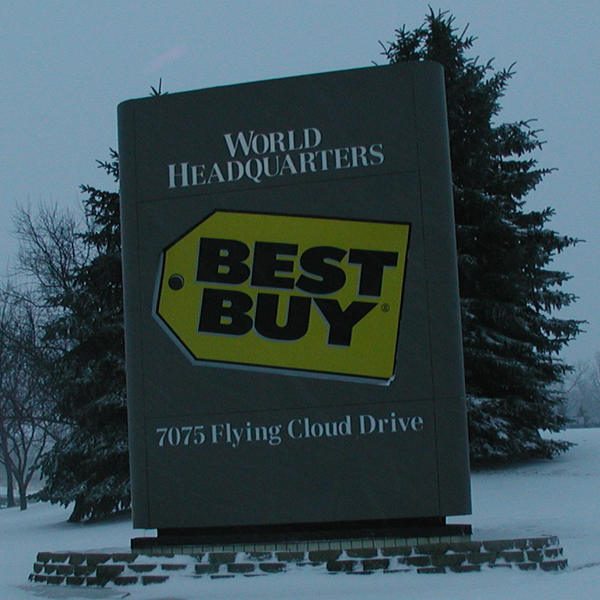 WORLD
HEADQUARTERS
BEST
BUY®
7075 Flying Cloud Drive